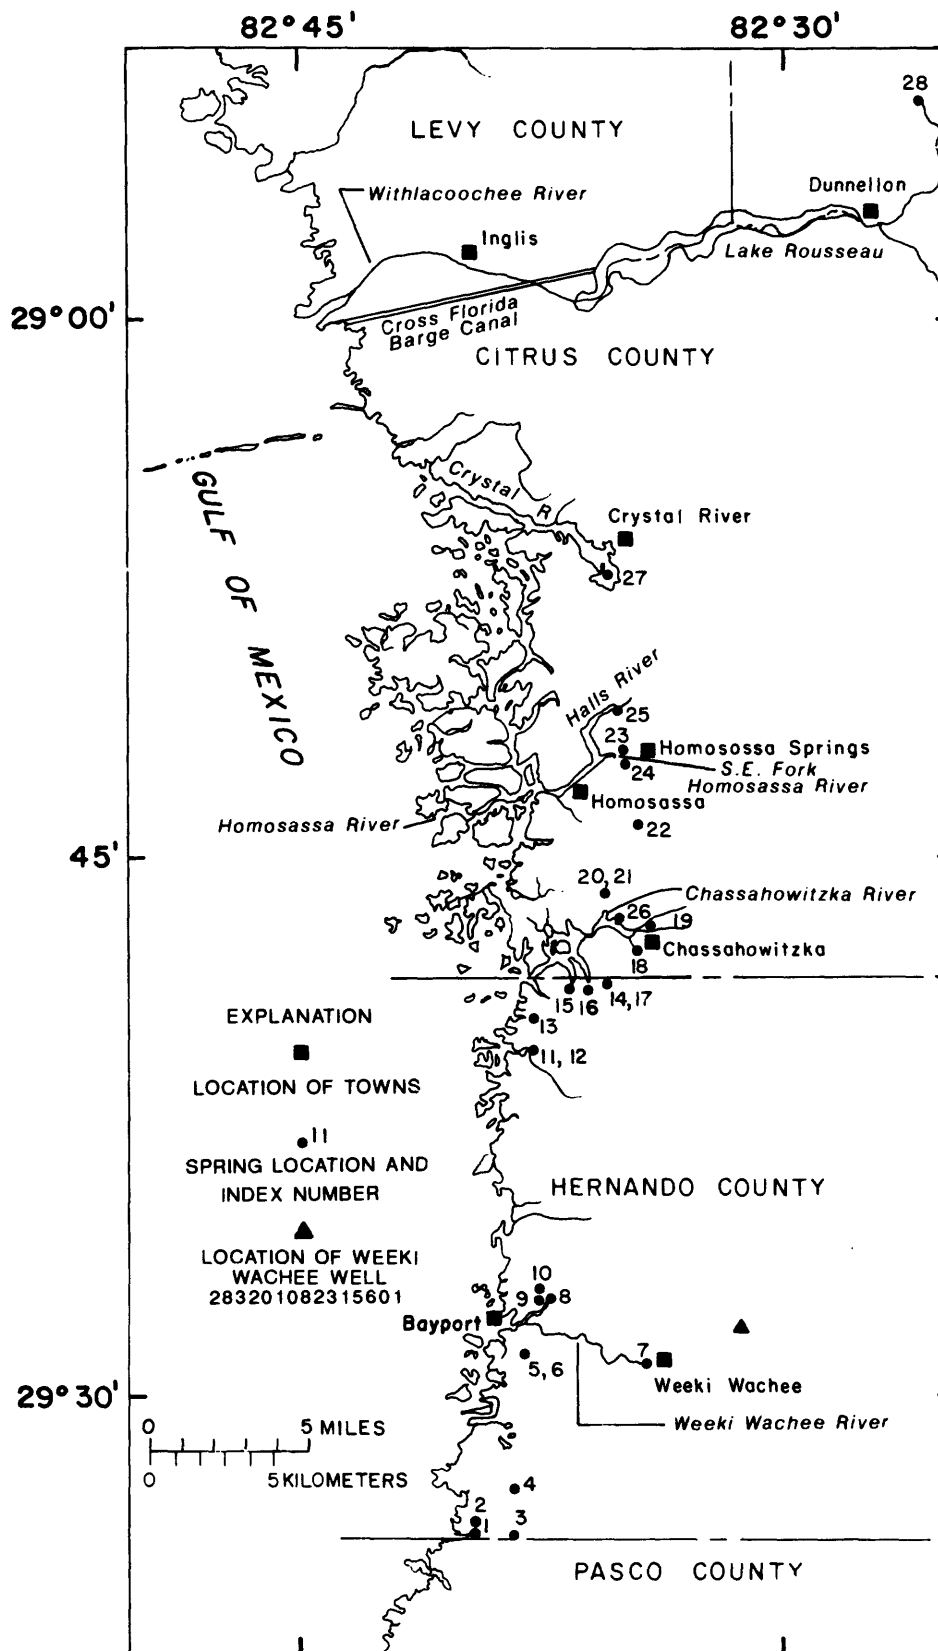 82°45'
82°30'
28
LEVY COUNTY
Dunnellon
Withlacoochee River
Inglis
Lake Rousseau
29°00'
Cross Florida
Barge Canal
CITRUS COUNTY
GULF OF MEXICO
Crystal R
Crystal River
27
Halls River
25
23
Homosossa Springs
24
S.E. Fork
Homosassa River
Homosassa
Homosassa River
22
45'
20, 21
Chassahowitzka River
26
19
Chassahowitzka
18
15
16
14, 17
13
11, 12
EXPLANATION
LOCATION OF TOWNS
11
SPRING LOCATION AND
INDEX NUMBER
LOCATION OF WEEKI
WACHEE WELL
283201082315601
HERNANDO COUNTY
10
9
8
Bayport
5, 6
7
Weeki Wachee
29°30'
Weeki Wachee River
0
5 MILES
0
5 KILOMETERS
4
2
1
3
PASCO COUNTY